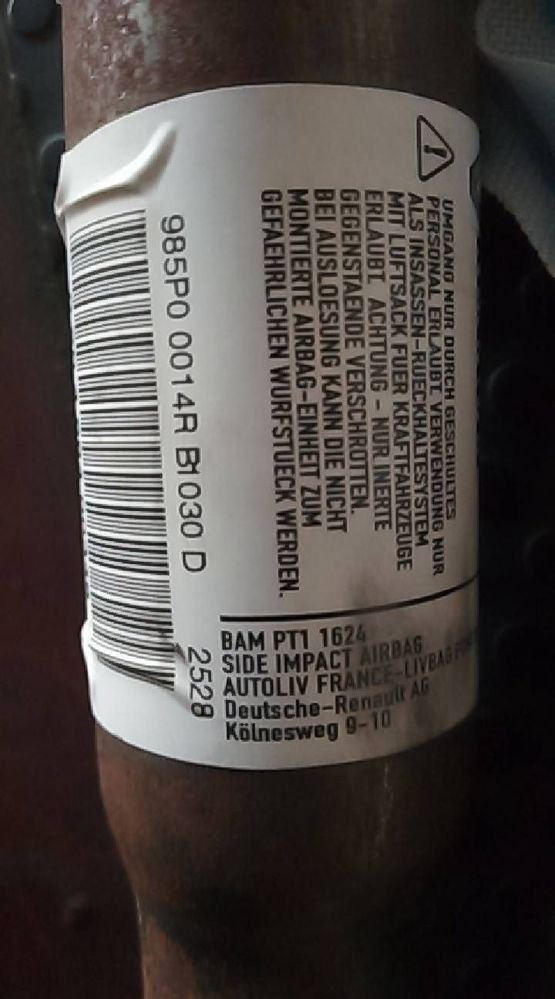 UMGANG NUR DURCH GESCHULTES
PERSONAL ERLAUBT. VERWENDUNG NUR
ALS INSASSEN-RUECKHALTESYSTEM
MIT LUFTSACK FUER KRAFTFAHRZEUGE
ERLAUBT. ACHTUNG - NUR INERTE
GEGENSTAENDE VERSCHROTTEN.
BEI AUSLOESUNG KANN DIE NICHT
MONTIERTE AIRBAG-EINHEIT ZUM
GEFAEHRLICHEN WURFSTUECK WERDEN.
985P0 0014R B1030 D
2528
BAM PT1 1624
SIDE IMPACT AIRBAG
AUTOLIV FRANCE-LIVBAG
Deutsche-Renault AG
Kölnesweg 9-10